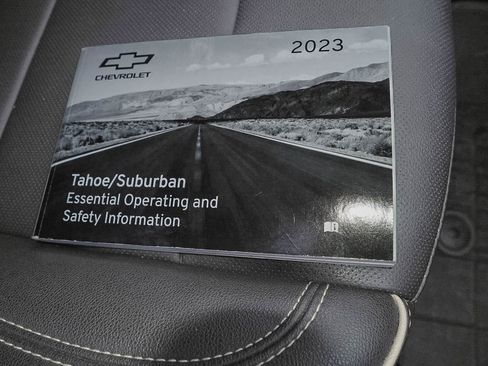 2023
CHEVROLET
Tahoe/Suburban
Essential Operating and
Safety Information